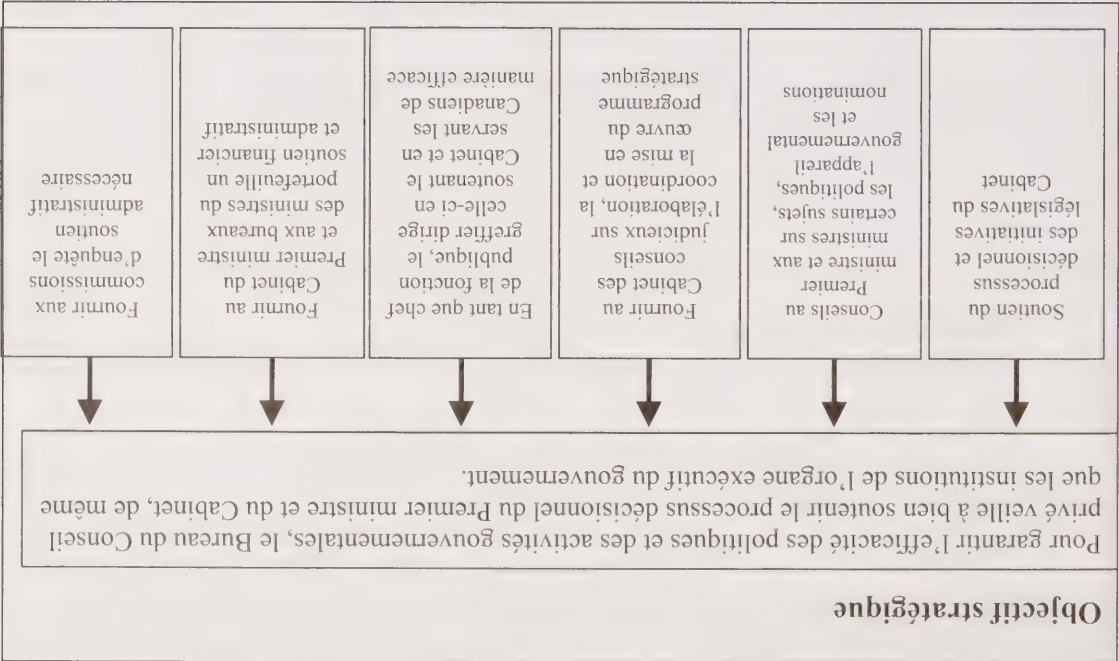 Objectif stratégique
Pour garantir l'efficacité des politiques et des activités gouvernementales, le Bureau du Conseil
privé veille à bien soutenir le processus décisionnel du Premier ministre et du Cabinet, de même
que les institutions de l'organe exécutif du gouvernement.
Soutien du
processus
décisionnel et
des initiatives
législatives du
Cabinet
Conseils au
Premier
ministre et aux
ministres sur
certains sujets,
les politiques,
l'appareil
gouvernemental
et les
nominations
Fournir au
Cabinet des
conseils
judicieux sur
l'élaboration, la
coordination et
la mise en
œuvre du
programme
stratégique
En tant que chef
de la fonction
publique, le
greffier dirige
celle-ci en
soutenant le
Cabinet et en
servant les
Canadiens de
manière efficace
Fournir au
Cabinet du
Premier ministre
et aux bureaux
des ministres du
portefeuille un
soutien financier
et administratif
Fournir aux
commissions
d'enquête le
soutien
administratif
nécessaire